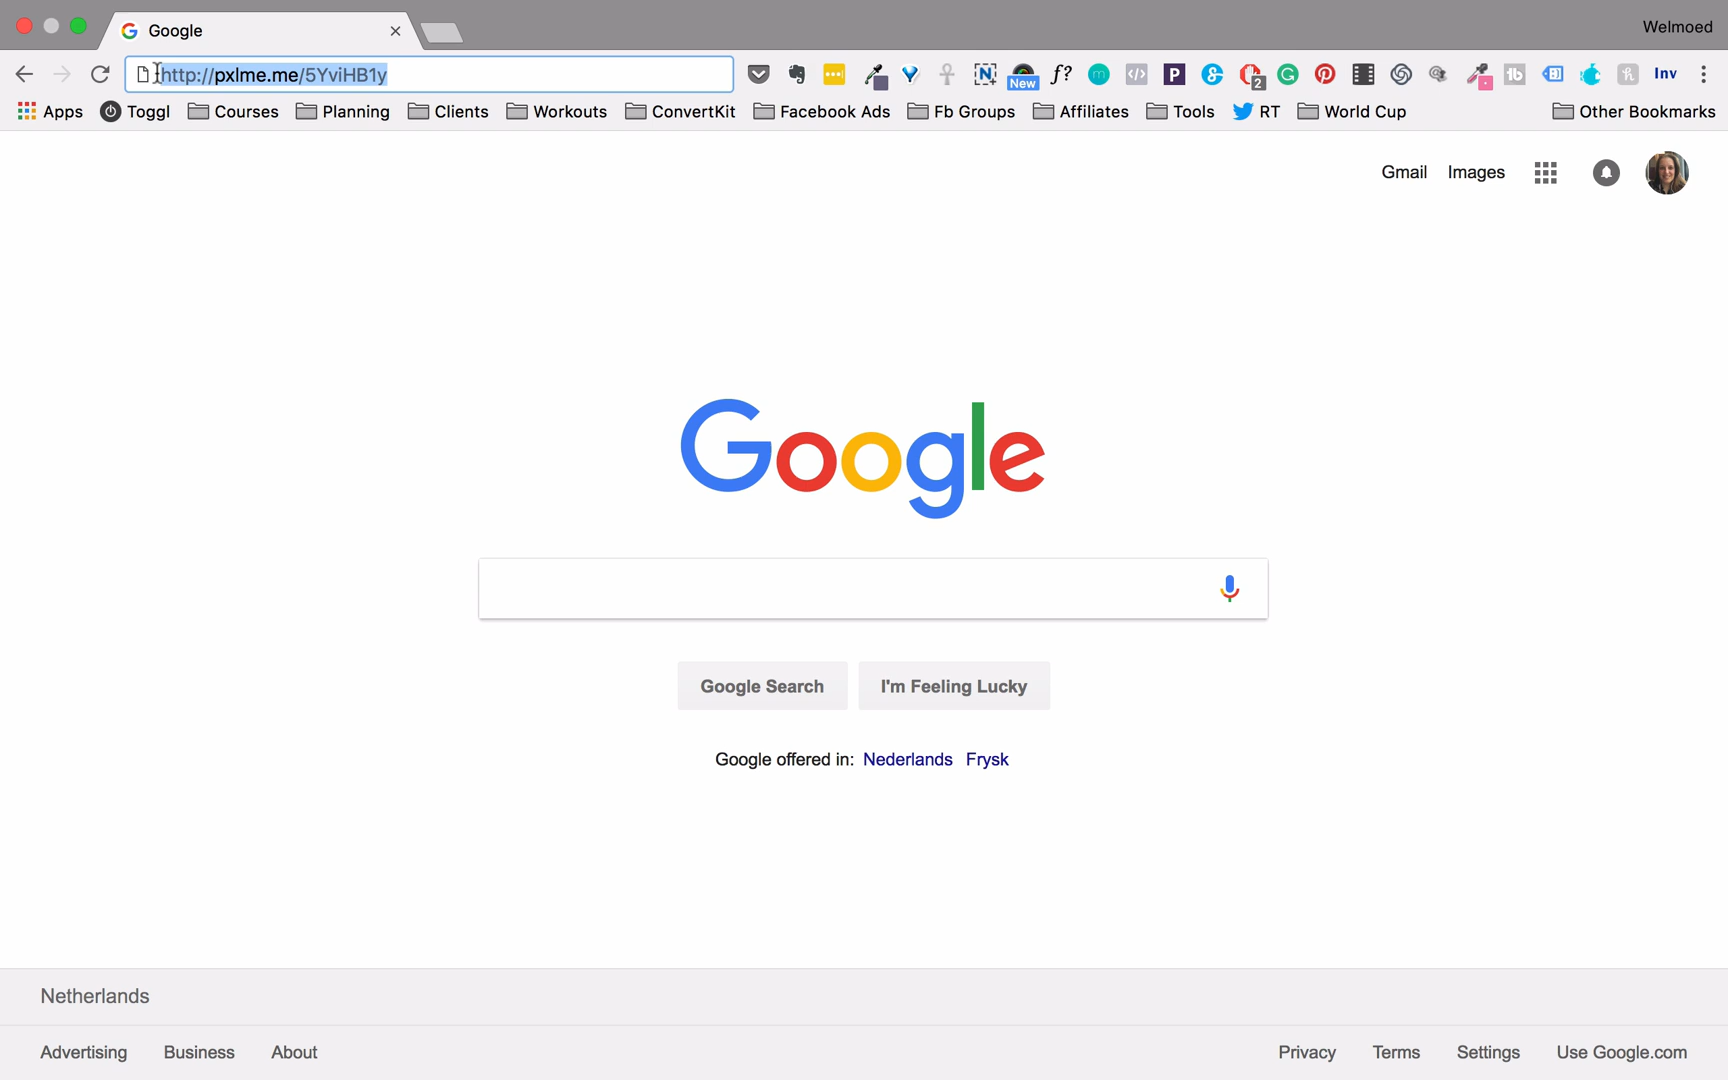 Google
Welmoed
http://pxlme.me/5YviHB1y
New
f?
m
P
2
1b
Inv
Apps
Toggl
Courses
Planning
Clients
Workouts
ConvertKit
Facebook Ads
Fb Groups
Affiliates
Tools
RT
World Cup
Other Bookmarks
Gmail
Images
Google
Google Search
I'm Feeling Lucky
Google offered in: Nederlands Frysk
Netherlands
Advertising
Business
About
Privacy
Terms
Settings
Use Google.com